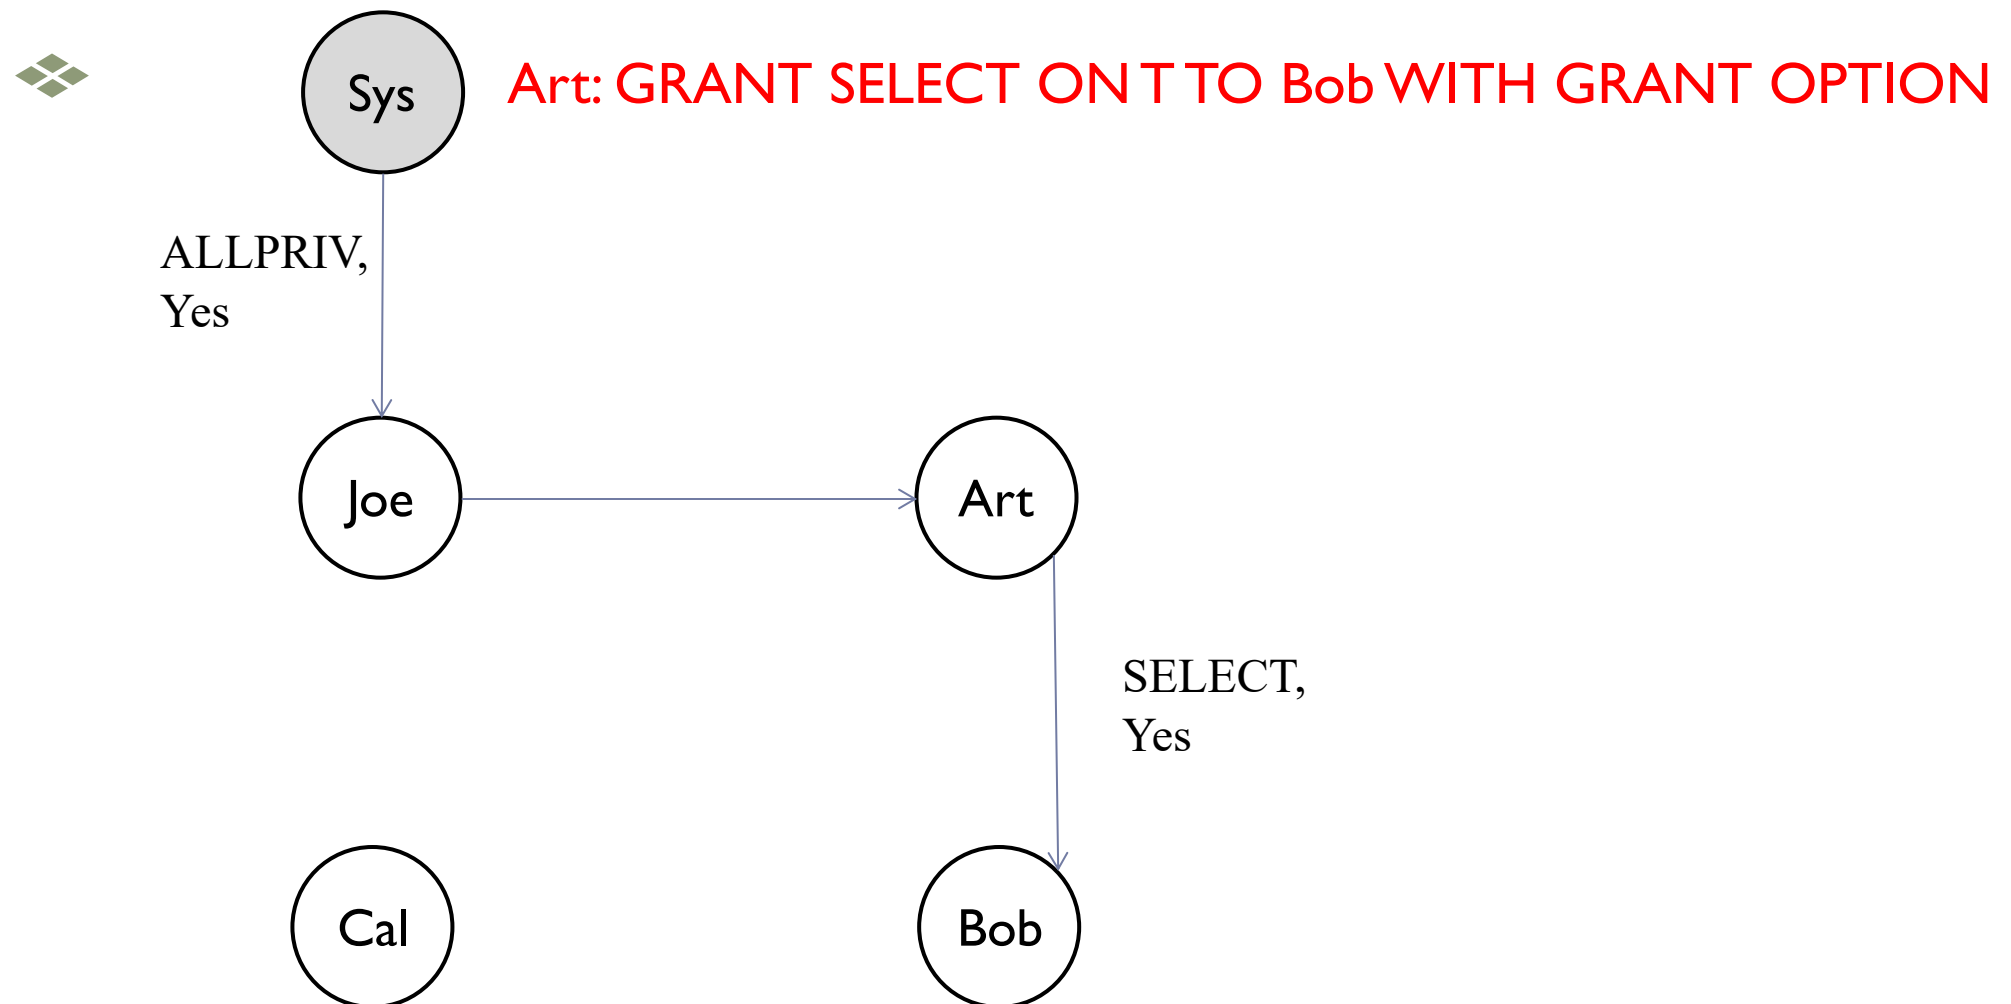 Sys
Art: GRANT SELECT ON T TO Bob WITH GRANT OPTION
ALLPRIV,
Yes
Joe
Art
SELECT,
Yes
Cal
Bob